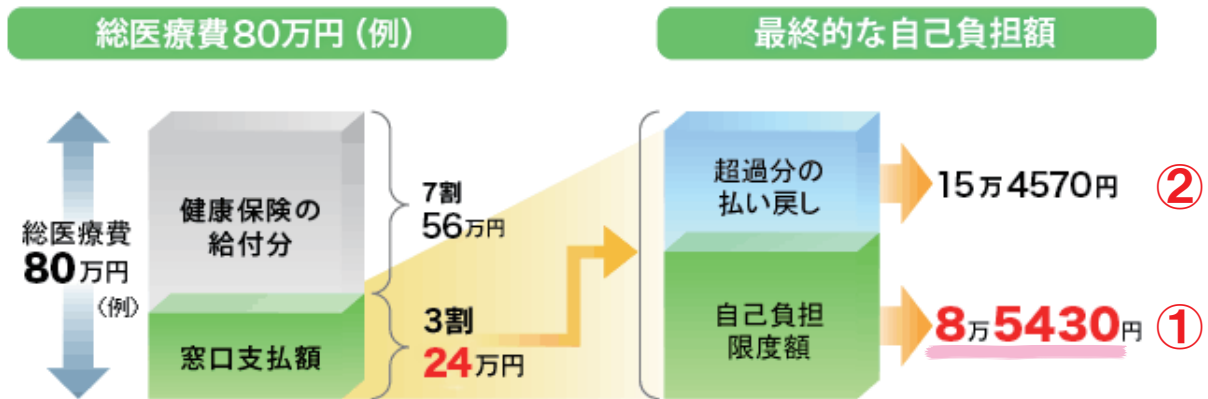 総医療費80万円（例）
最終的な自己負担額
総医療費
80万円
（例）
健康保険の
給付分
7割
56万円
窓口支払額
3割
24万円
超過分の
払い戻し
15万4570円
②
自己負担
限度額
8万5430円
①